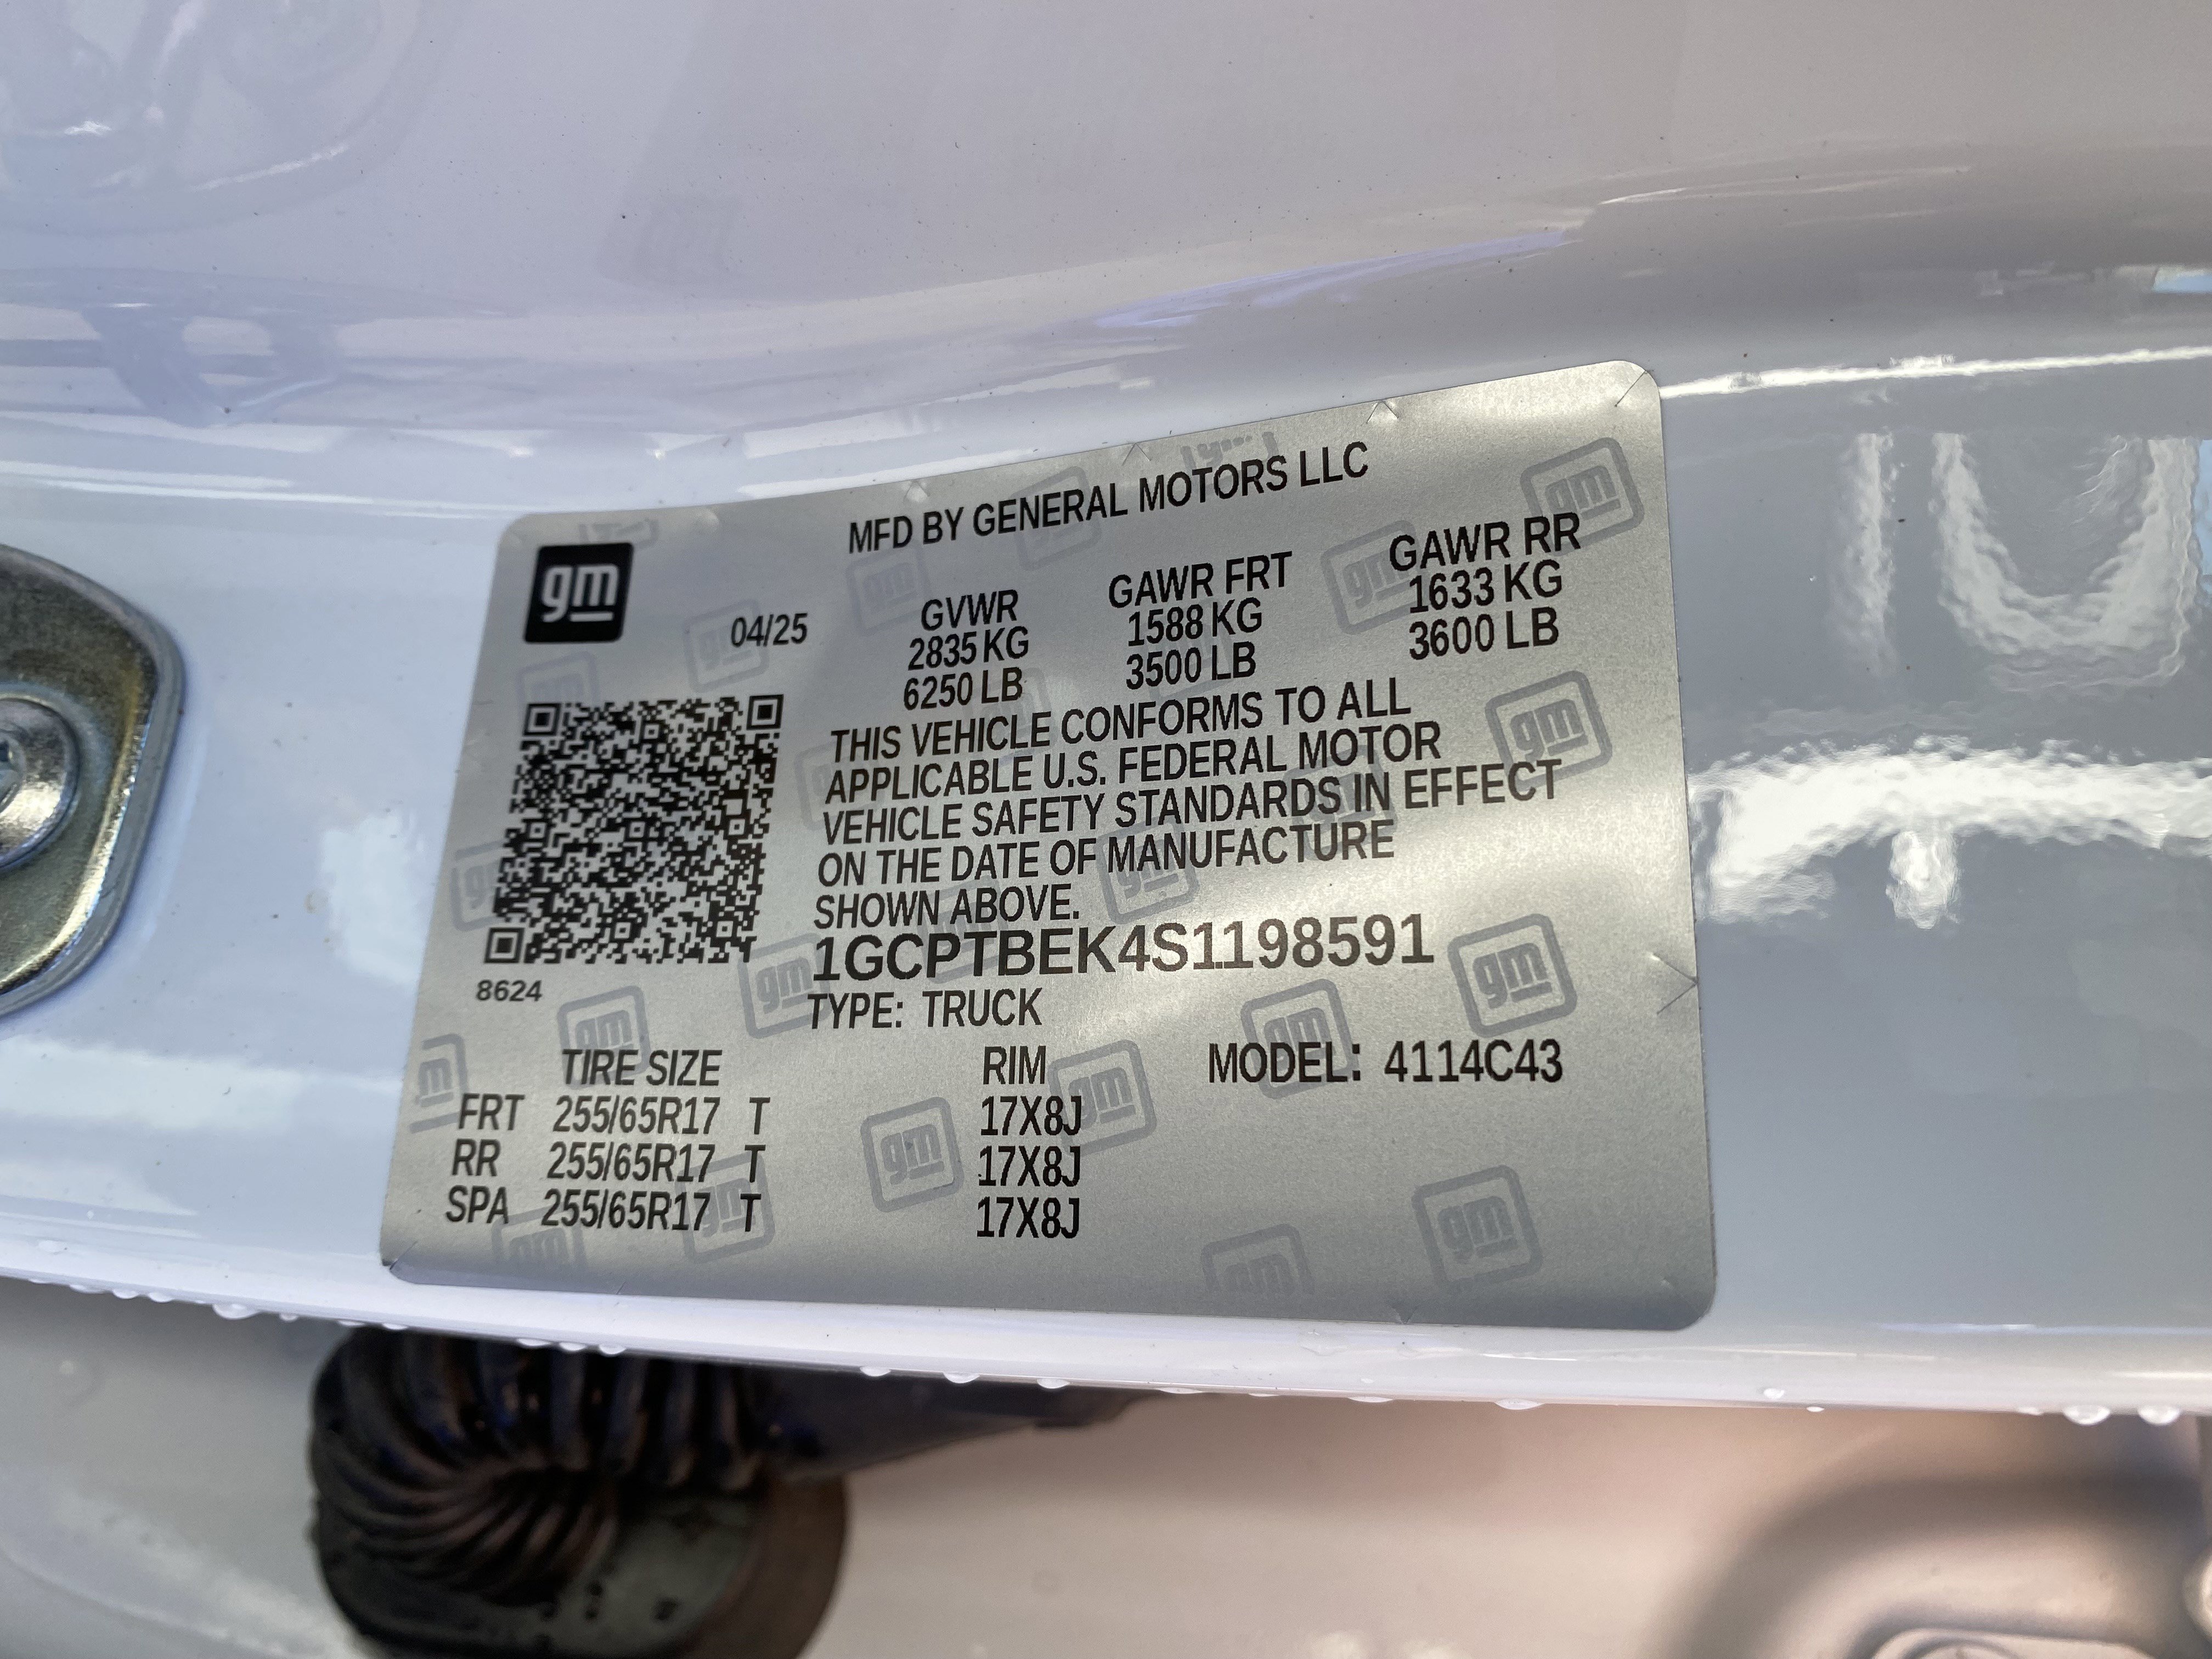 MFD BY GENERAL MOTORS LLC
gm
04/25
GVWR GAWR FRT GAWR RR
2835 KG 1588 KG 1633 KG
6250 LB 3500 LB 3600 LB
THIS VEHICLE CONFORMS TO ALL
APPLICABLE U.S. FEDERAL MOTOR
VEHICLE SAFETY STANDARDS IN EFFECT
ON THE DATE OF MANUFACTURE
SHOWN ABOVE.
1GCPTBEK4S1198591
8624
TYPE: TRUCK
TIRE SIZE RIM MODEL: 4114C43
FRT 255/65R17 T 17X8J
RR 255/65R17 T 17X8J
SPA 255/65R17 T 17X8J